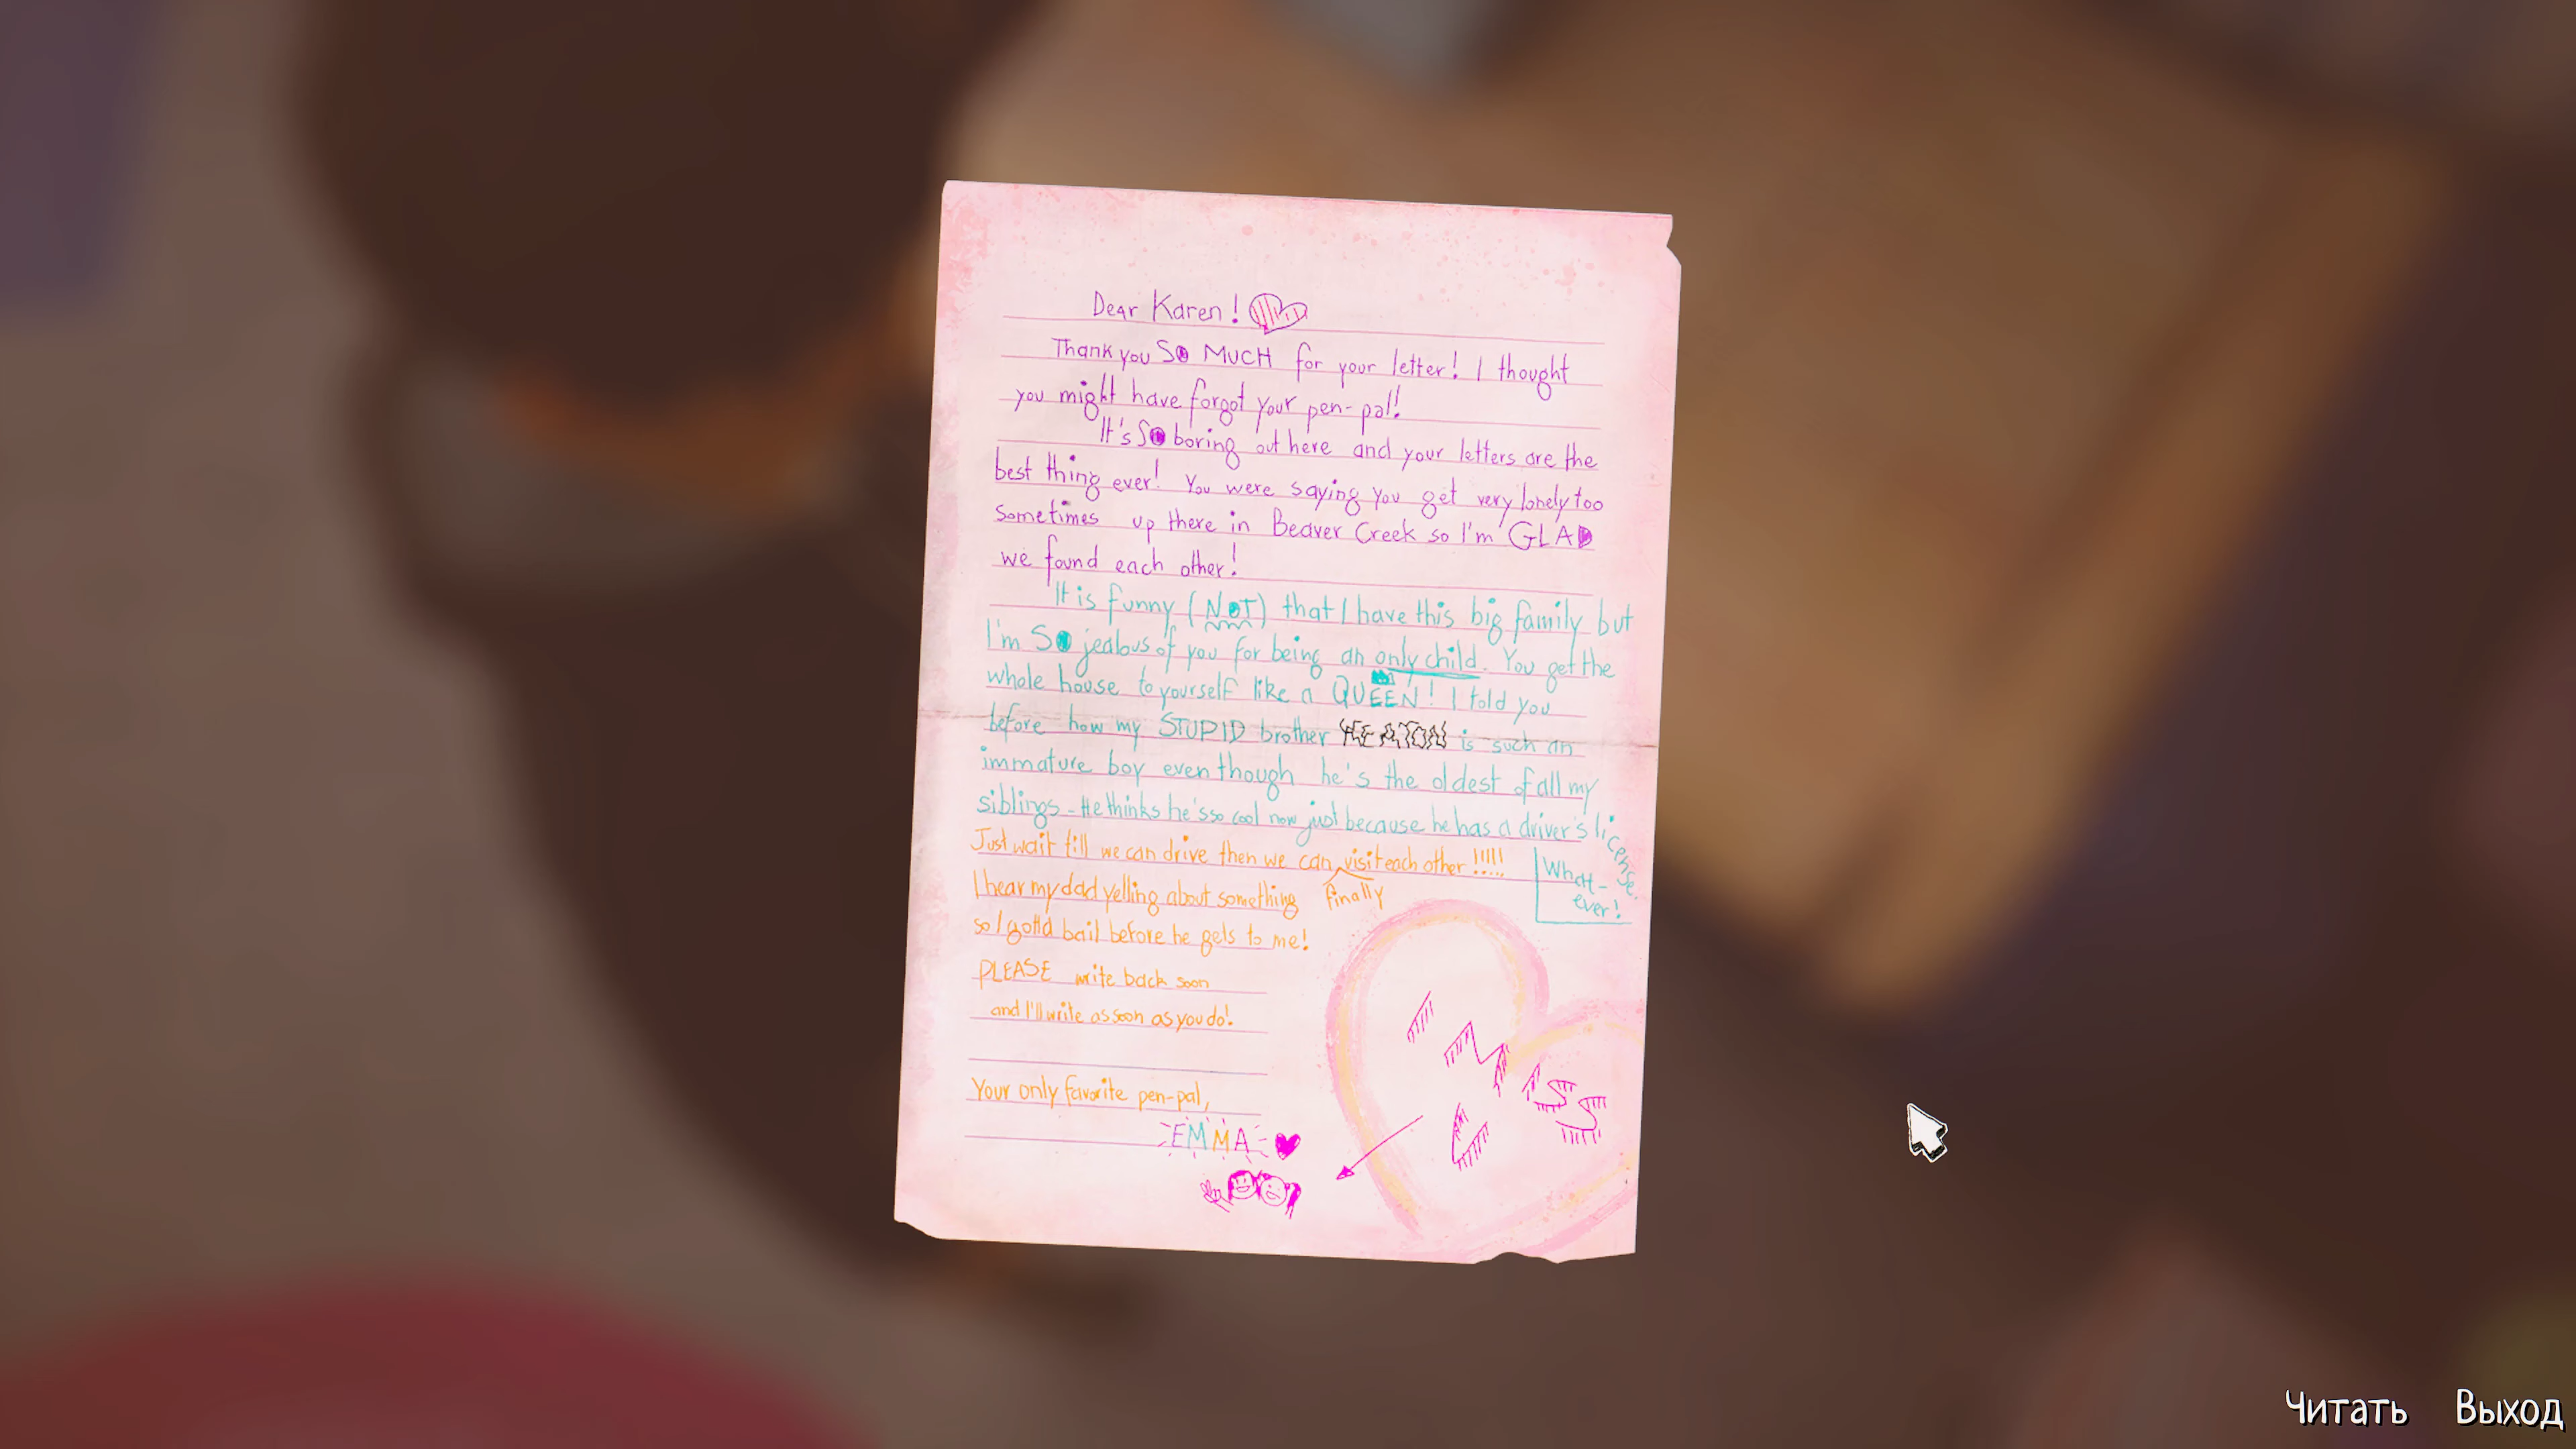 Dear Karen!
Thank you SO MUCH for your letter! I thought
you might have forgot your pen-pal!
It's SO boring out here and your letters are the
best thing ever! You were saying you get very lonely too
sometimes up there in Beaver Creek so I'm GLAD
we found each other!
It is funny (NOT) that I have this big family but
I'm SO jealous of you for being an only child. You get the
whole house to yourself like a QUEEN! I told you
before how my STUPID brother HEATON is such an
immature boy even though he's the oldest of all my
siblings - He thinks he's so cool now just because he has a driver's license.
What-
ever!
Just wait till we can drive then we can finally visit each other !!!!!
I hear my dad yelling about something
so I gotta bail before he gets to me!
PLEASE write back soon
and I'll write as soon as you do!
Your only favorite pen-pal,
EMMA
I
MISS
U
Читать Выход